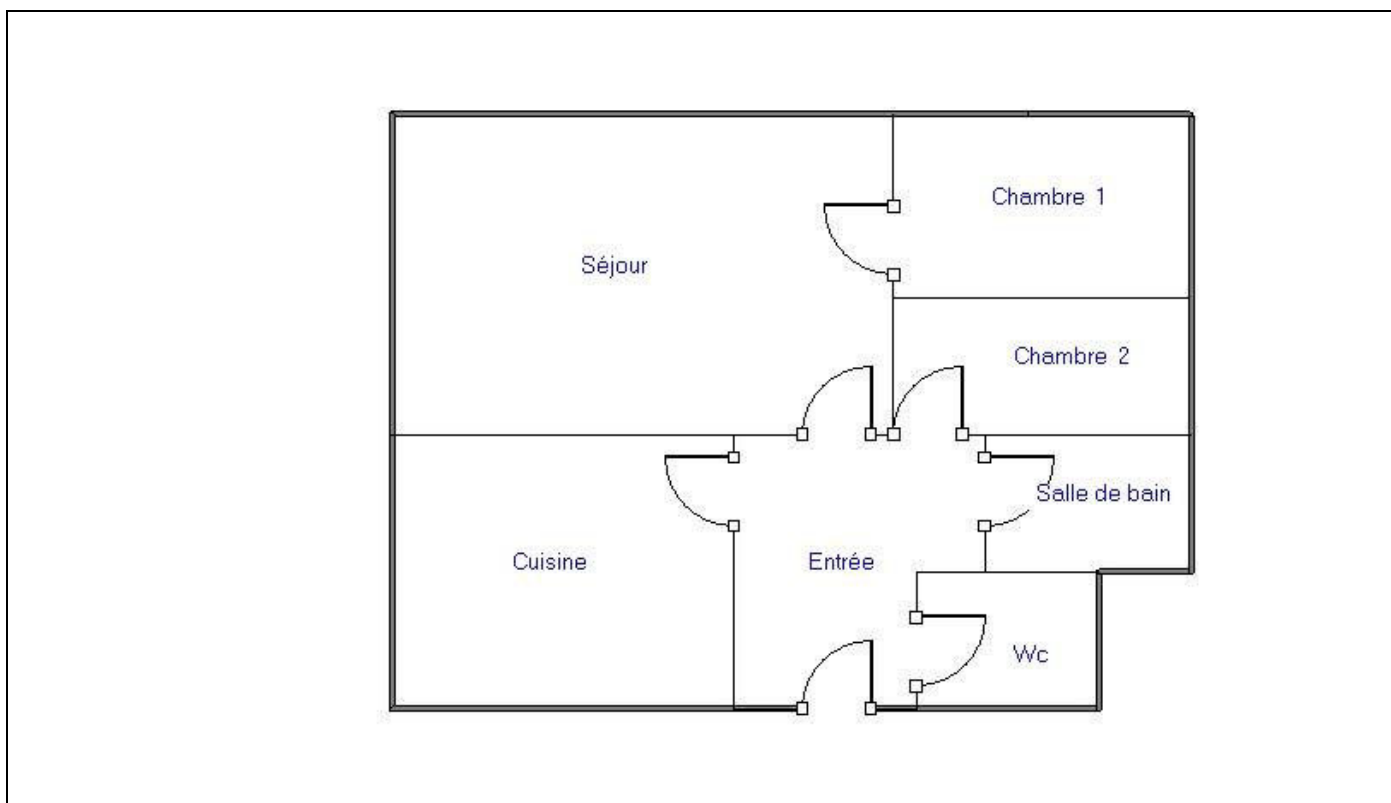 Chambre 1
Séjour
Chambre 2
Salle de bain
Cuisine
Entrée
Wc